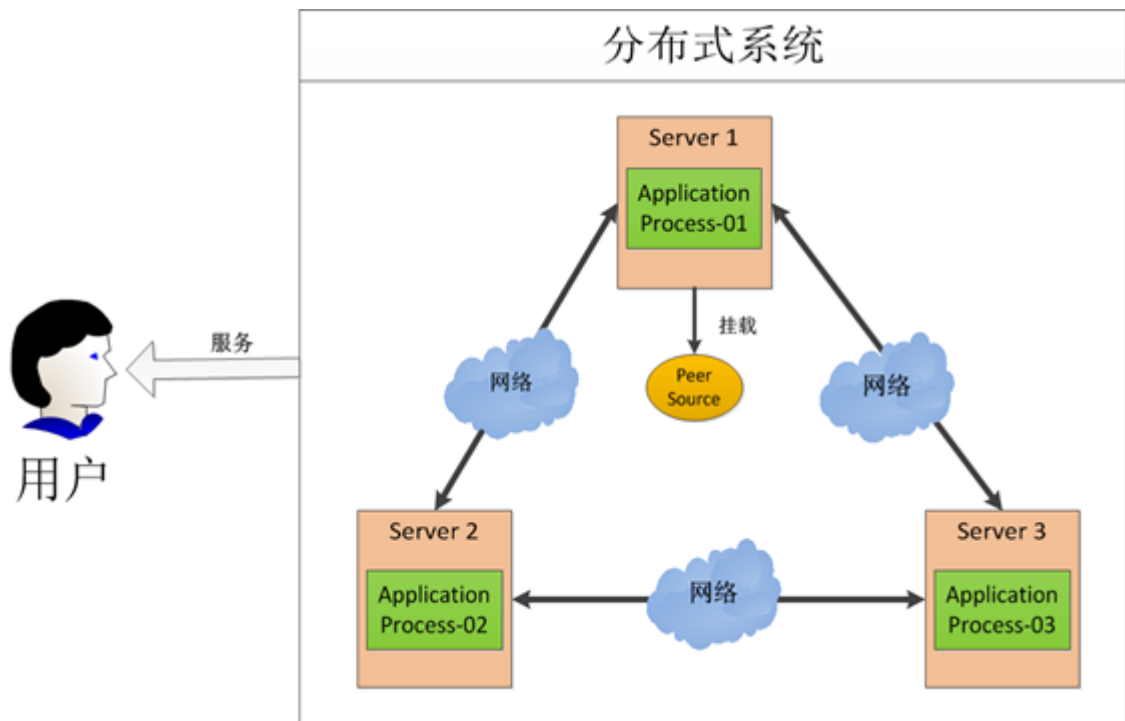 分布式系统
Server 1
Application
Process-01
挂载
服务
网络
Peer
Source
网络
用户
Server 2
Application
Process-02
网络
Server 3
Application
Process-03